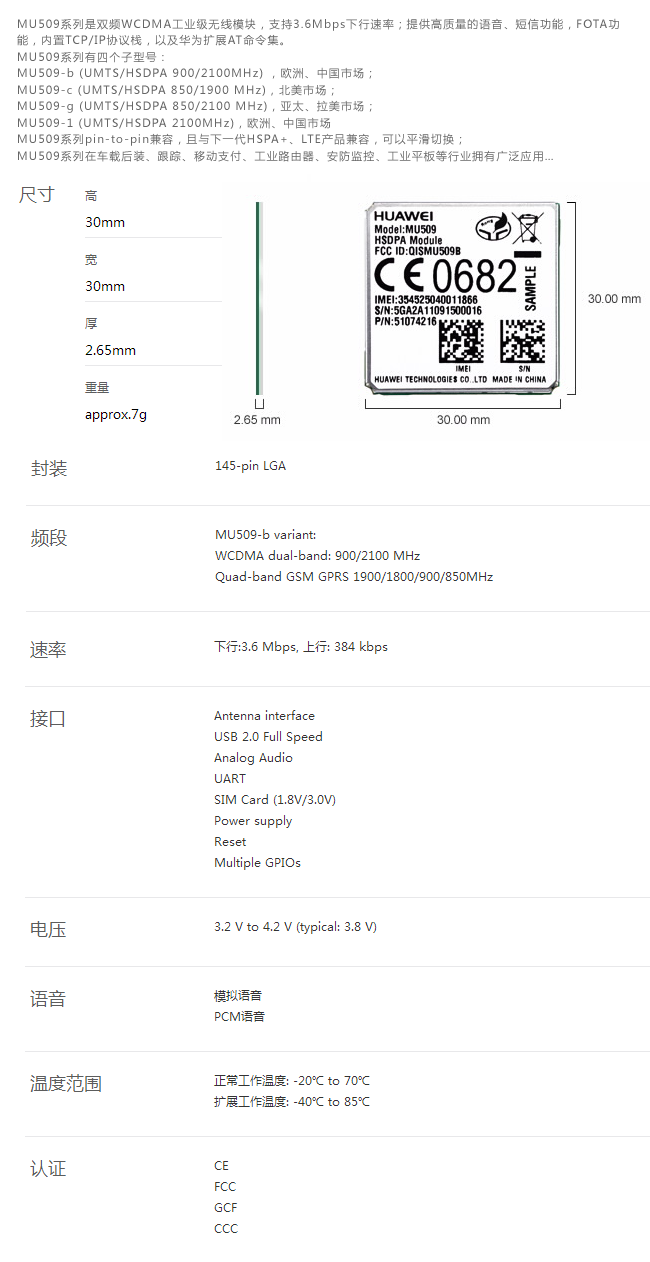 MU509系列是双频WCDMA工业级无线模块，支持3.6Mbps下行速率；提供高质量的语音、短信功能，FOTA功
能，内置TCP/IP协议栈，以及华为扩展AT命令集。
MU509系列有四个子型号：
MU509-b (UMTS/HSDPA 900/2100MHz) ，欧洲、中国市场；
MU509-c (UMTS/HSDPA 850/1900 MHz)，北美市场；
MU509-g (UMTS/HSDPA 850/2100 MHz)，亚太、拉美市场；
MU509-1 (UMTS/HSDPA 2100MHz)，欧洲、中国市场
MU509系列pin-to-pin兼容，且与下一代HSPA+、LTE产品兼容，可以平滑切换；
MU509系列在车载后装、跟踪、移动支付、工业路由器、安防监控、工业平板等行业拥有广泛应用...
尺寸
高
30mm
宽
30mm
厚
2.65mm
重量
approx.7g
2.65 mm
HUAWEI
Model:MU509
HSDPA Module
FCC ID:QISMU509B
CE0682
SAMPLE
IMEI:354525040011866
S/N:5GA2A11091500016
P/N:51074216
IMEI
S/N
HUAWEI TECHNOLOGIES CO.,LTD MADE IN CHINA
30.00 mm
30.00 mm
封装
145-pin LGA
频段
MU509-b variant:
WCDMA dual-band: 900/2100 MHz
Quad-band GSM GPRS 1900/1800/900/850MHz
速率
下行:3.6 Mbps, 上行: 384 kbps
接口
Antenna interface
USB 2.0 Full Speed
Analog Audio
UART
SIM Card (1.8V/3.0V)
Power supply
Reset
Multiple GPIOs
电压
3.2 V to 4.2 V (typical: 3.8 V)
语音
模拟语音
PCM语音
温度范围
正常工作温度: -20℃ to 70℃
扩展工作温度: -40℃ to 85℃
认证
CE
FCC
GCF
CCC